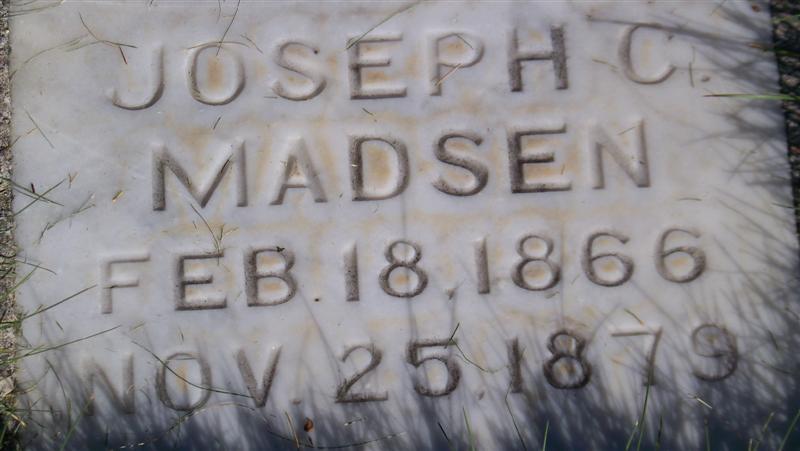 JOSEPH C.
MADSEN
FEB. 18, 1866
NOV. 25, 1879